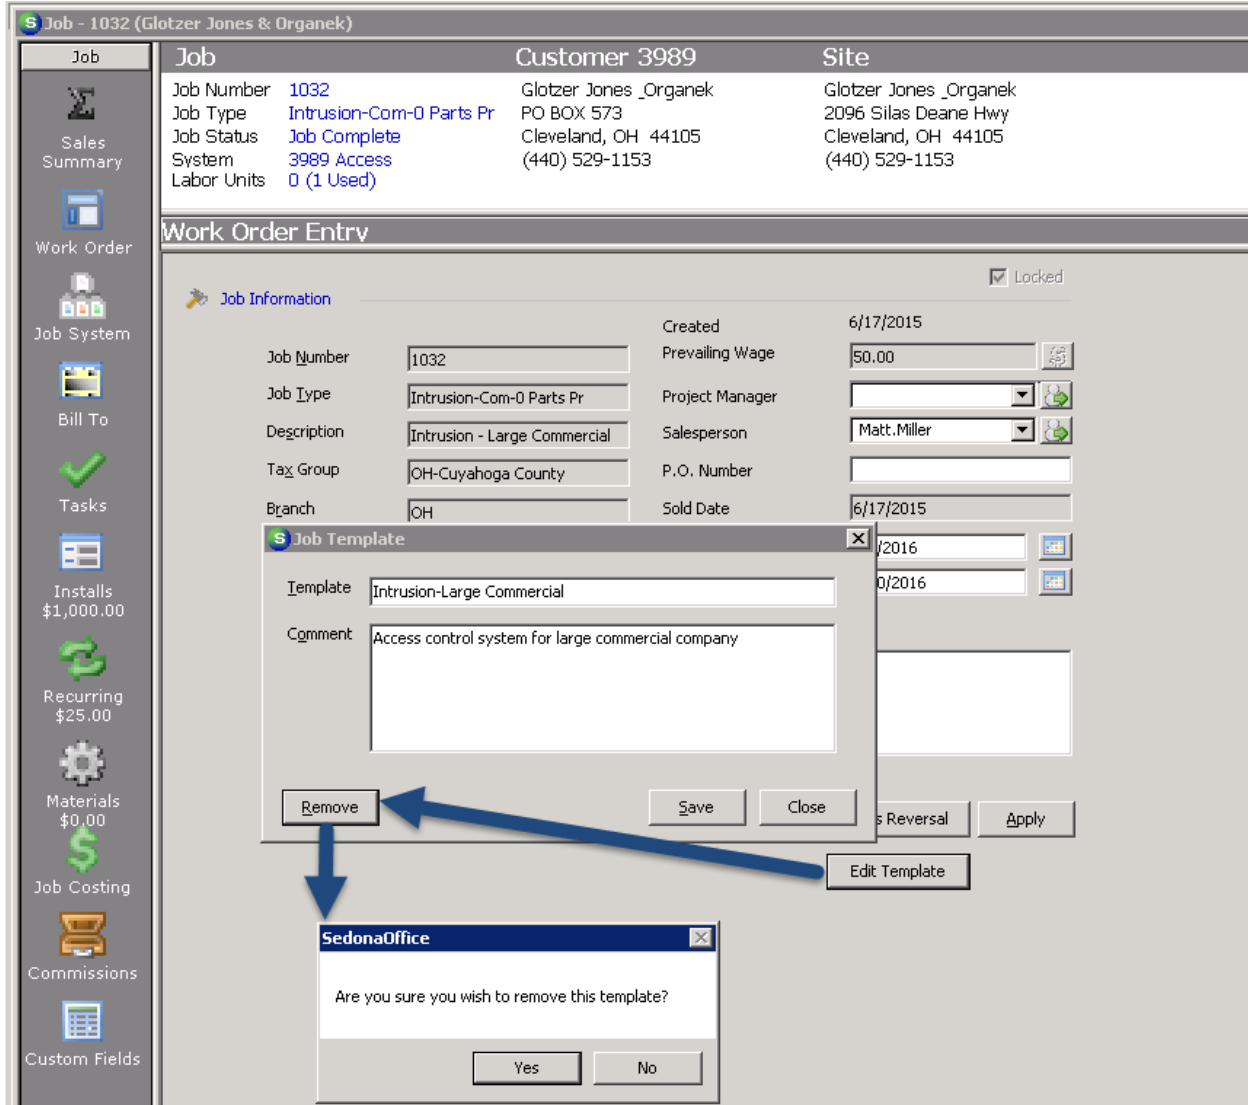 S Job - 1032 (Glotzer Jones & Organek)
Job
Sales
Summary
Work Order
Job System
Bill To
Tasks
Installs
$1,000.00
Recurring
$25.00
Materials
$0.00
Job Costing
Commissions
Custom Fields
Job
Job Number 1032
Job Type Intrusion-Com-0 Parts Pr
Job Status Job Complete
System 3989 Access
Labor Units 0 (1 Used)
Customer 3989
Glotzer Jones _Organek
PO BOX 573
Cleveland, OH 44105
(440) 529-1153
Site
Glotzer Jones _Organek
2096 Silas Deane Hwy
Cleveland, OH 44105
(440) 529-1153
Work Order Entry
Locked
Job Information
Job Number 1032
Job Type Intrusion-Com-0 Parts Pr
Description Intrusion - Large Commercial
Tax Group OH-Cuyahoga County
Branch OH
Created 6/17/2015
Prevailing Wage 50.00
Project Manager
Salesperson Matt.Miller
P.O. Number
Sold Date 6/17/2015
/2016
0/2016
S Job Template
Template Intrusion-Large Commercial
Comment Access control system for large commercial company
Remove Save Close
s Reversal Apply
Edit Template
SedonaOffice
Are you sure you wish to remove this template?
Yes No